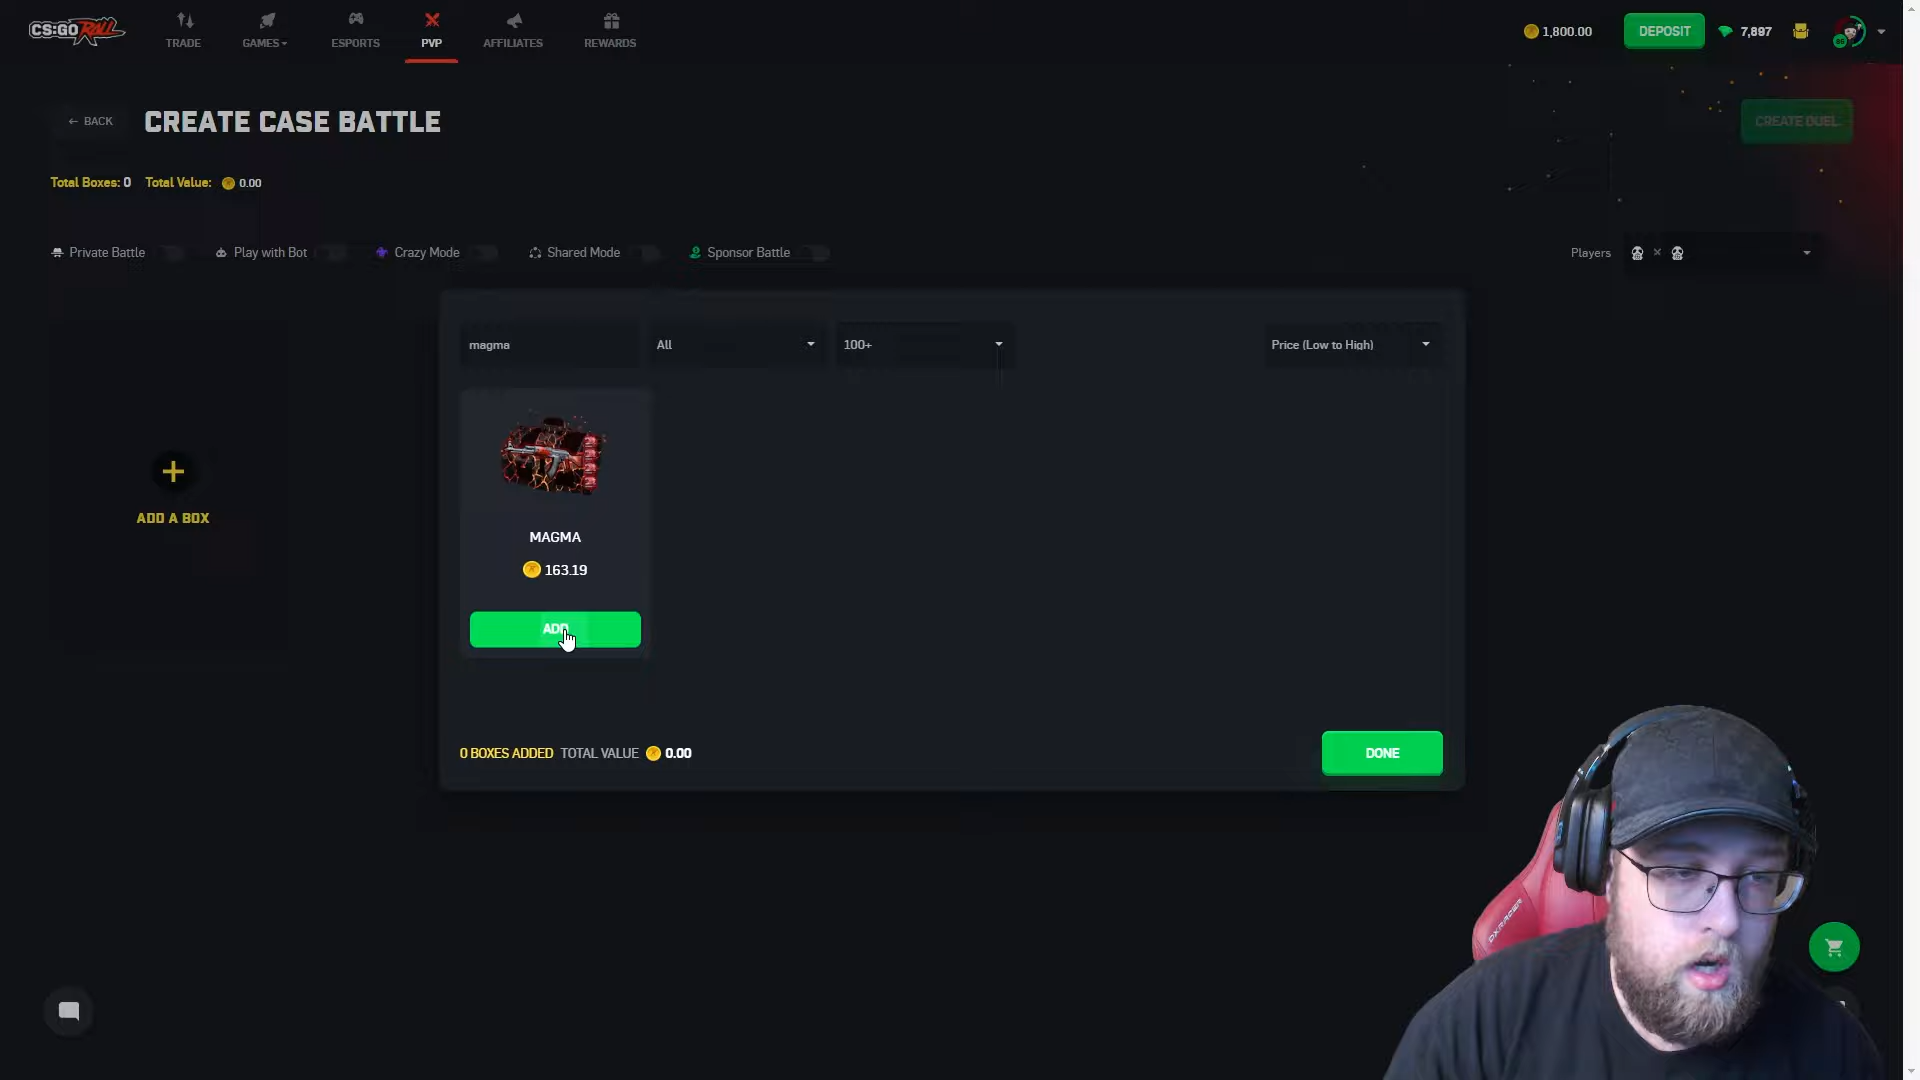 CS:GO ROLL
TRADE
GAMES
ESPORTS
PVP
AFFILIATES
REWARDS
1,800.00
DEPOSIT
7,897
← BACK
CREATE CASE BATTLE
CREATE DUEL
Total Boxes: 0 Total Value: 0.00
Private Battle
Play with Bot
Crazy Mode
Shared Mode
Sponsor Battle
Players
magma
All
100+
Price (Low to High)
ADD A BOX
MAGMA
163.19
ADD
0 BOXES ADDED TOTAL VALUE 0.00
DONE
DXRACER